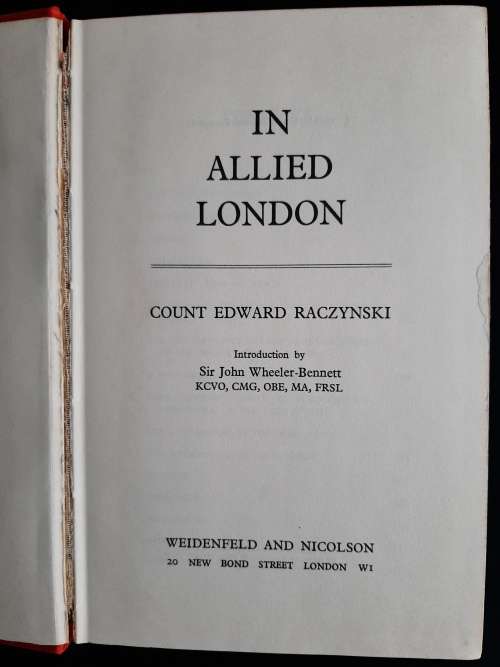 IN
ALLIED
LONDON
COUNT EDWARD RACZYNSKI
Introduction by
Sir John Wheeler-Bennett
KCVO, CMG, OBE, MA, FRSL
WEIDENFELD AND NICOLSON
20 NEW BOND STREET LONDON W1